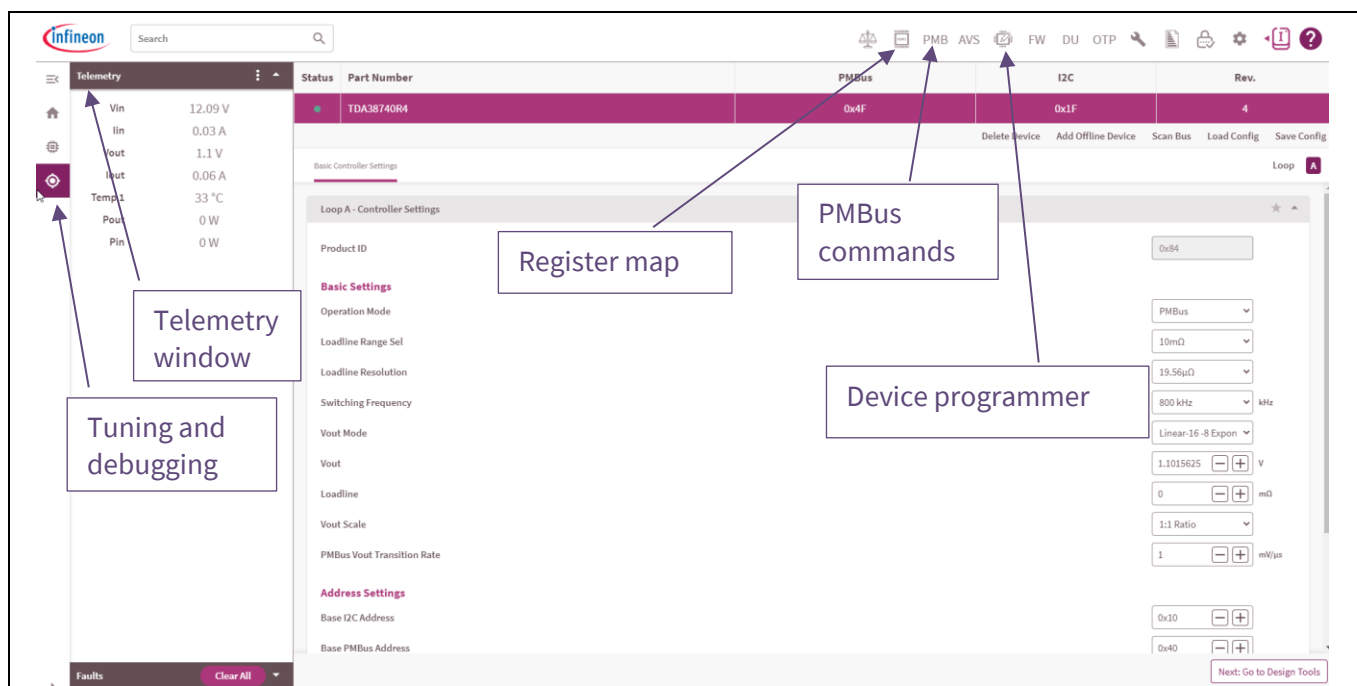 infineon
Search
PMB AVS FW DU OTP
Telemetry
Status Part Number PMBus I2C Rev.
TDA38740R4 0x4F 0x1F 4
Delete Device Add Offline Device Scan Bus Load Config Save Config
Vin 12.09 V
Iin 0.03 A
Vout 1.1 V
Iout 0.06 A
Temp1 33 °C
Pout 0 W
Pin 0 W
Basic Controller Settings
Loop A
Loop A - Controller Settings
Product ID 0x84
Basic Settings
Operation Mode PMBus
Loadline Range Sel 10mΩ
Loadline Resolution 19.56μΩ
Switching Frequency 800 kHz kHz
Vout Mode Linear-16 -8 Expon
Vout 1.1015625 V
Loadline 0 mΩ
Vout Scale 1:1 Ratio
PMBus Vout Transition Rate 1 mV/μs
Address Settings
Base I2C Address 0x10
Base PMBus Address 0x40
Faults Clear All
Next: Go to Design Tools
Register map
PMBus
commands
Telemetry
window
Device programmer
Tuning and
debugging